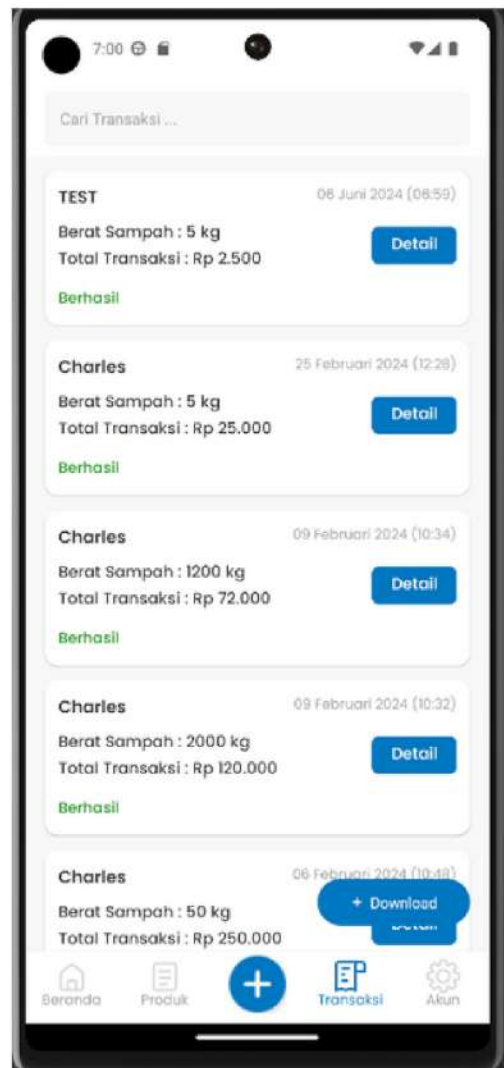 7:00
Cari Transaksi ...
TEST
06 Juni 2024 (06:59)
Berat Sampah : 5 kg
Total Transaksi : Rp 2.500
Detail
Berhasil
Charles
25 Februari 2024 (12:28)
Berat Sampah : 5 kg
Total Transaksi : Rp 25.000
Detail
Berhasil
Charles
09 Februari 2024 (10:34)
Berat Sampah : 1200 kg
Total Transaksi : Rp 72.000
Detail
Berhasil
Charles
09 Februari 2024 (10:32)
Berat Sampah : 2000 kg
Total Transaksi : Rp 120.000
Detail
Berhasil
Charles
06 Februari 2024 (10:48)
Berat Sampah : 50 kg
Total Transaksi : Rp 250.000
+ Download
Detail
Beranda
Produk
Transaksi
Akun